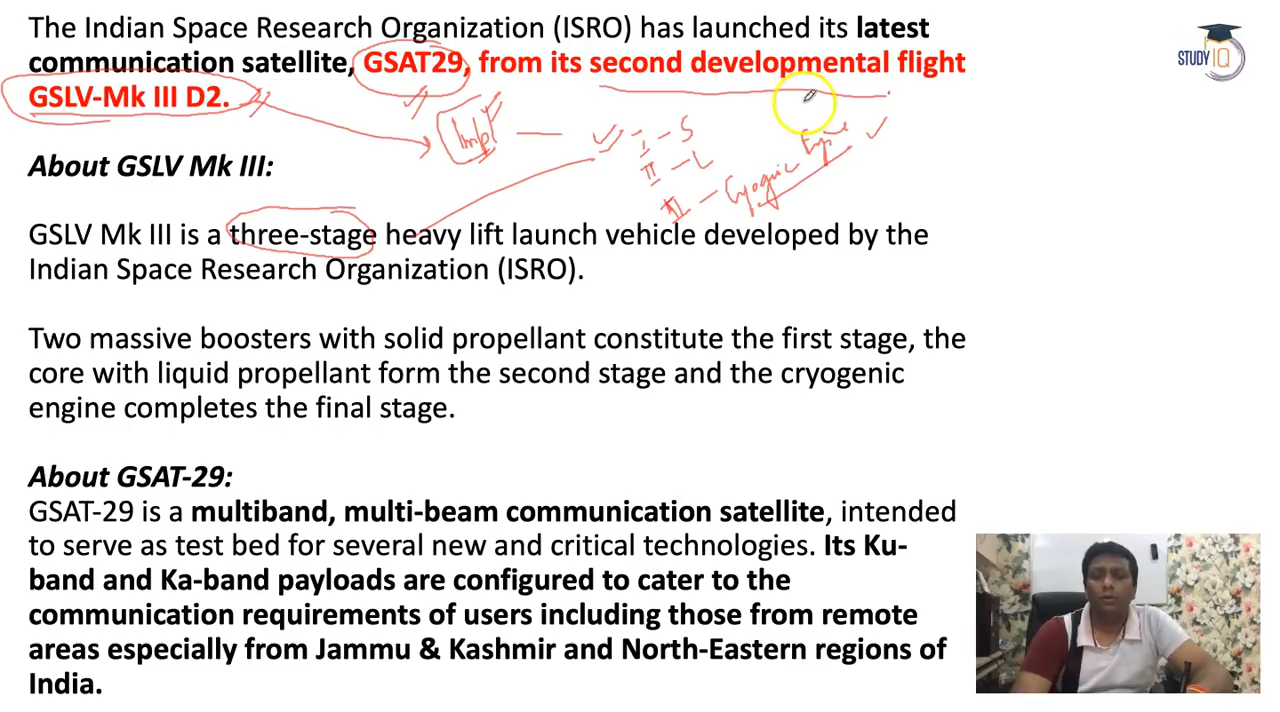 The Indian Space Research Organization (ISRO) has launched its latest
communication satellite, GSAT29, from its second developmental flight
GSLV-Mk III D2.
STUDY IQ
Imp
I - S
II - L
III - Cryogenic Engine
About GSLV Mk III:
GSLV Mk III is a three-stage heavy lift launch vehicle developed by the
Indian Space Research Organization (ISRO).
Two massive boosters with solid propellant constitute the first stage, the
core with liquid propellant form the second stage and the cryogenic
engine completes the final stage.
About GSAT-29:
GSAT-29 is a multiband, multi-beam communication satellite, intended
to serve as test bed for several new and critical technologies. Its Ku-
band and Ka-band payloads are configured to cater to the
communication requirements of users including those from remote
areas especially from Jammu & Kashmir and North-Eastern regions of
India.